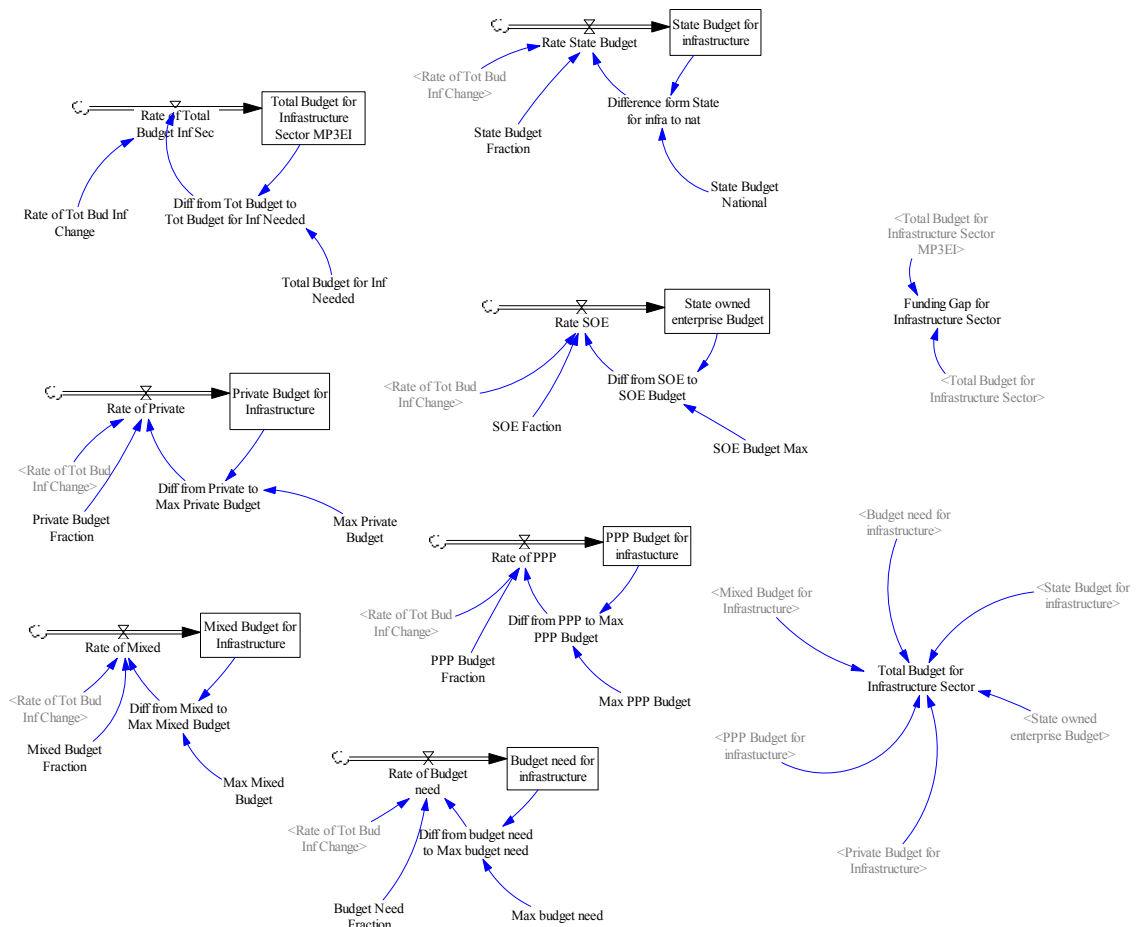 Rate State Budget
State Budget for
infrastructure
<Rate of Tot Bud
Inf Change>
State Budget
Fraction
Difference form State
for infra to nat
State Budget
National
Rate of Total
Budget Inf Sec
Total Budget for
Infrastructure
Sector MP3EI
Rate of Tot Bud Inf
Change
Diff from Tot Budget to
Tot Budget for Inf Needed
Total Budget for Inf
Needed
<Total Budget for
Infrastructure Sector
MP3EI>
Funding Gap for
Infrastructure Sector
<Total Budget for
Infrastructure Sector>
Rate SOE
State owned
enterprise Budget
<Rate of Tot Bud
Inf Change>
SOE Faction
Diff from SOE to
SOE Budget
SOE Budget Max
Rate of Private
Private Budget for
Infrastructure
<Rate of Tot Bud
Inf Change>
Private Budget
Fraction
Diff from Private to
Max Private Budget
Max Private
Budget
Rate of PPP
PPP Budget for
infastucture
<Rate of Tot Bud
Inf Change>
PPP Budget
Fraction
Diff from PPP to Max
PPP Budget
Max PPP Budget
Rate of Mixed
Mixed Budget for
Infrastructure
<Rate of Tot Bud
Inf Change>
Mixed Budget
Fraction
Diff from Mixed to
Max Mixed Budget
Max Mixed
Budget
Rate of Budget
need
Budget need for
infrastructure
<Rate of Tot Bud
Inf Change>
Budget Need
Fraction
Diff from budget need
to Max budget need
Max budget need
<Budget need for
infrastructure>
<Mixed Budget for
Infrastructure>
<State Budget for
infrastructure>
Total Budget for
Infrastructure Sector
<PPP Budget for
infastucture>
<State owned
enterprise Budget>
<Private Budget for
Infrastructure>